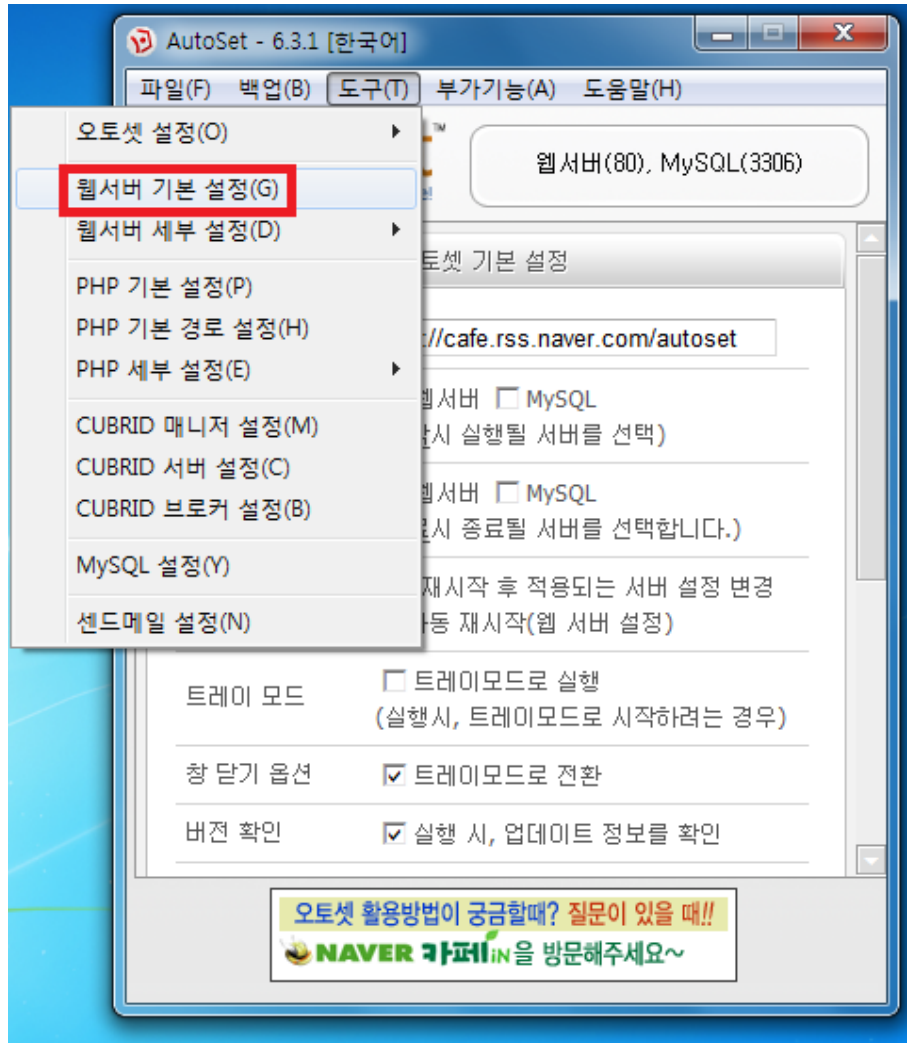 AutoSet - 6.3.1 [한국어]
파일(F) 백업(B) 도구(T) 부가기능(A) 도움말(H)
오토셋 설정(O)
웹서버 기본 설정(G)
웹서버 세부 설정(D)
PHP 기본 설정(P)
PHP 기본 경로 설정(H)
PHP 세부 설정(E)
CUBRID 매니저 설정(M)
CUBRID 서버 설정(C)
CUBRID 브로커 설정(B)
MySQL 설정(Y)
센드메일 설정(N)
웹서버(80), MySQL(3306)
기본 설정
://cafe.rss.naver.com/autoset
MySQL
실행될 서버를 선택)
MySQL
종료될 서버를 선택합니다.)
재시작 후 적용되는 서버 설정 변경
재시작(웹 서버 설정)
트레이 모드
트레이모드로 실행
(실행시, 트레이모드로 시작하려는 경우)
창 닫기 옵션
트레이모드로 전환
버전 확인
실행 시, 업데이트 정보를 확인
오토셋 활용방법이 궁금할때? 질문이 있을 때!!
NAVER 카페iN을 방문해주세요~